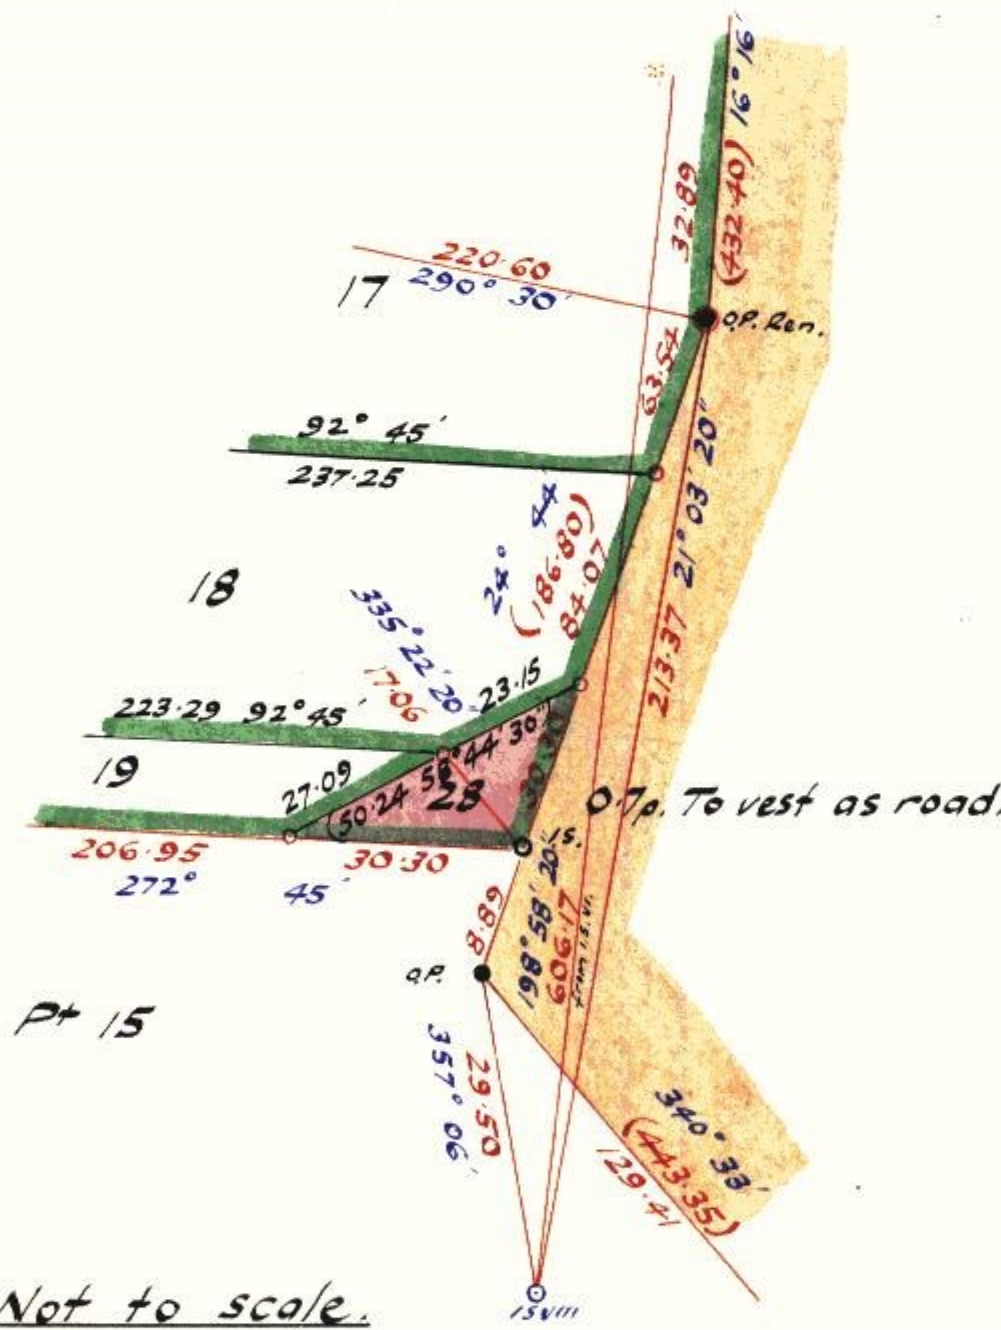 16° 16'
(432·40)
32·89
220·60
290° 30'
17
O.P. Ren.
63·54
92° 45'
237·25
21° 03' 20"
213·37
24° 44'
(186·80)
84·07
18
335° 22' 20"
17·06
23·15
223·29 92° 45'
19
27·09
(50·24 58° 44' 30")
28
30·30
0·7p. To vest as road.
I.S.
206·95
30·30
272° 45'
8·89
198° 58' 20"
606·17
from I.S. VI.
O.P.
Pt 15
357° 06'
29·50
340° 33'
(443·35)
129·41
Not to scale.
ISVIII